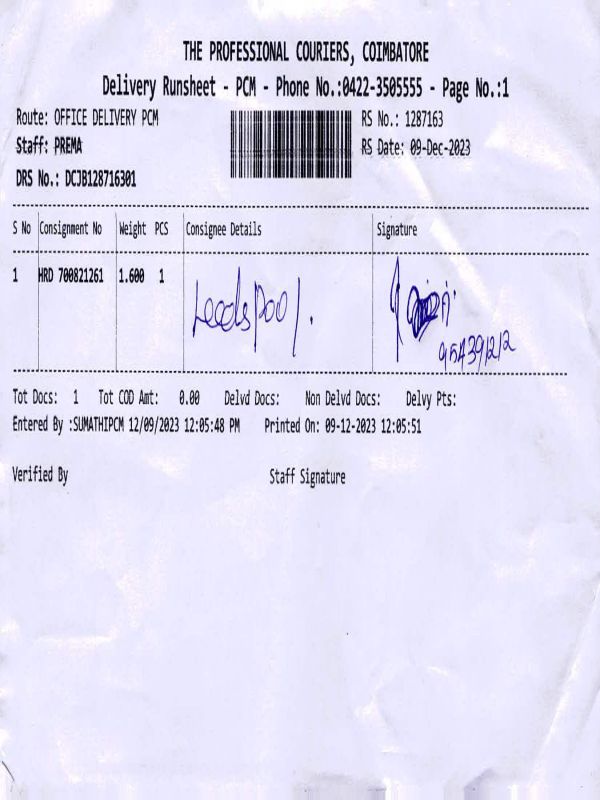 THE PROFESSIONAL COURIERS, COIMBATORE
Delivery Runsheet - PCM - Phone No.:0422-3505555 - Page No.:1
Route: OFFICE DELIVERY PCM RS No.: 1287163
Staff: PREMA RS Date: 09-Dec-2023
DRS No.: DCJB128716301
S No Consignment No Weight PCS Consignee Details Signature
1 HRD 700821261 1.600 1
Tot Docs: 1 Tot COD Amt: 0.00 Delvd Docs: Non Delvd Docs: Delvy Pts:
Entered By :SUMATHIPCM 12/09/2023 12:05:48 PM Printed On: 09-12-2023 12:05:51
Verified By Staff Signature